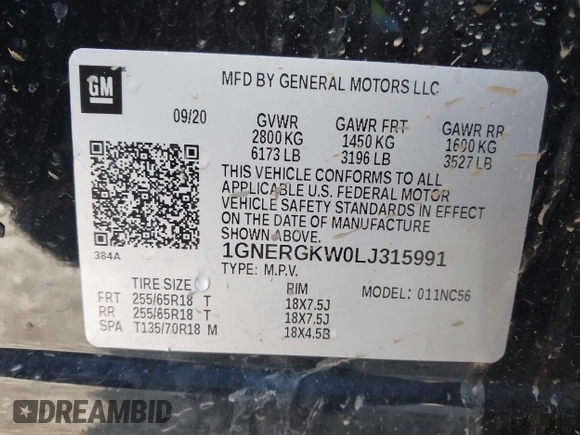 GM
MFD BY GENERAL MOTORS LLC
09/20 GVWR GAWR FRT GAWR RR
2800 KG 1450 KG 1600 KG
6173 LB 3196 LB 3527 LB
THIS VEHICLE CONFORMS TO ALL
APPLICABLE U.S. FEDERAL MOTOR
VEHICLE SAFETY STANDARDS IN EFFECT
ON THE DATE OF MANUFACTURE
SHOWN ABOVE.
384A
1GNERGKW0LJ315991
TYPE: M.P.V.
TIRE SIZE RIM MODEL: 011NC56
FRT 255/65R18 T 18X7.5J
RR 255/65R18 T 18X7.5J
SPA T135/70R18 M 18X4.5B
DREAMBID